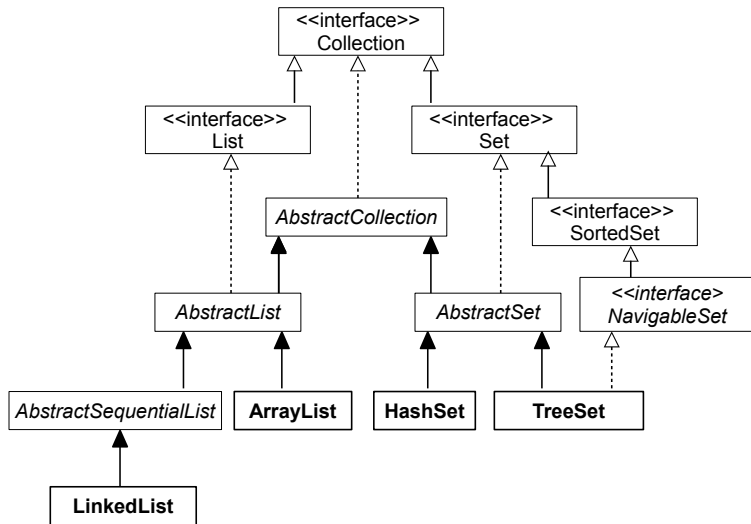 <<interface>>
Collection
<<interface>>
List
<<interface>>
Set
AbstractCollection
<<interface>>
SortedSet
AbstractList
AbstractSet
<<interface>
NavigableSet
AbstractSequentialList
ArrayList
HashSet
TreeSet
LinkedList